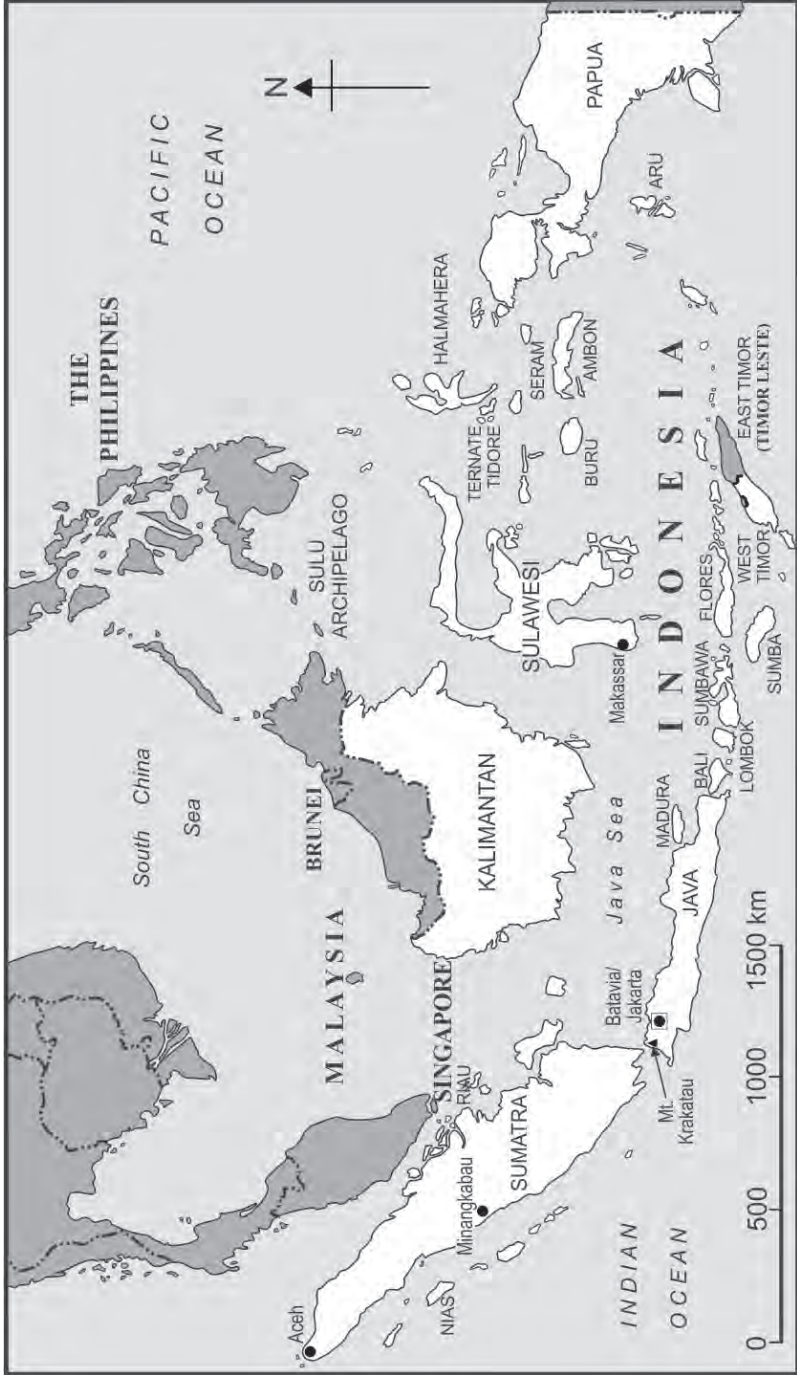 PACIFIC
OCEAN
N
THE
PHILIPPINES
South China
Sea
SULU
ARCHIPELAGO
BRUNEI
MALAYSIA
SINGAPORE
RIAU
Aceh
NIAS
Minangkabau
SUMATRA
KALIMANTAN
SULAWESI
Makassar
TERNATE
TIDORE
HALMAHERA
SERAM
AMBON
BURU
PAPUA
ARU
INDONESIA
Java Sea
Batavia/
Jakarta
Mt.
Krakatau
JAVA
MADURA
BALI
LOMBOK
SUMBAWA
SUMBA
FLORES
WEST
TIMOR
EAST TIMOR
(TIMOR LESTE)
INDIAN
OCEAN
0
500
1000
1500 km